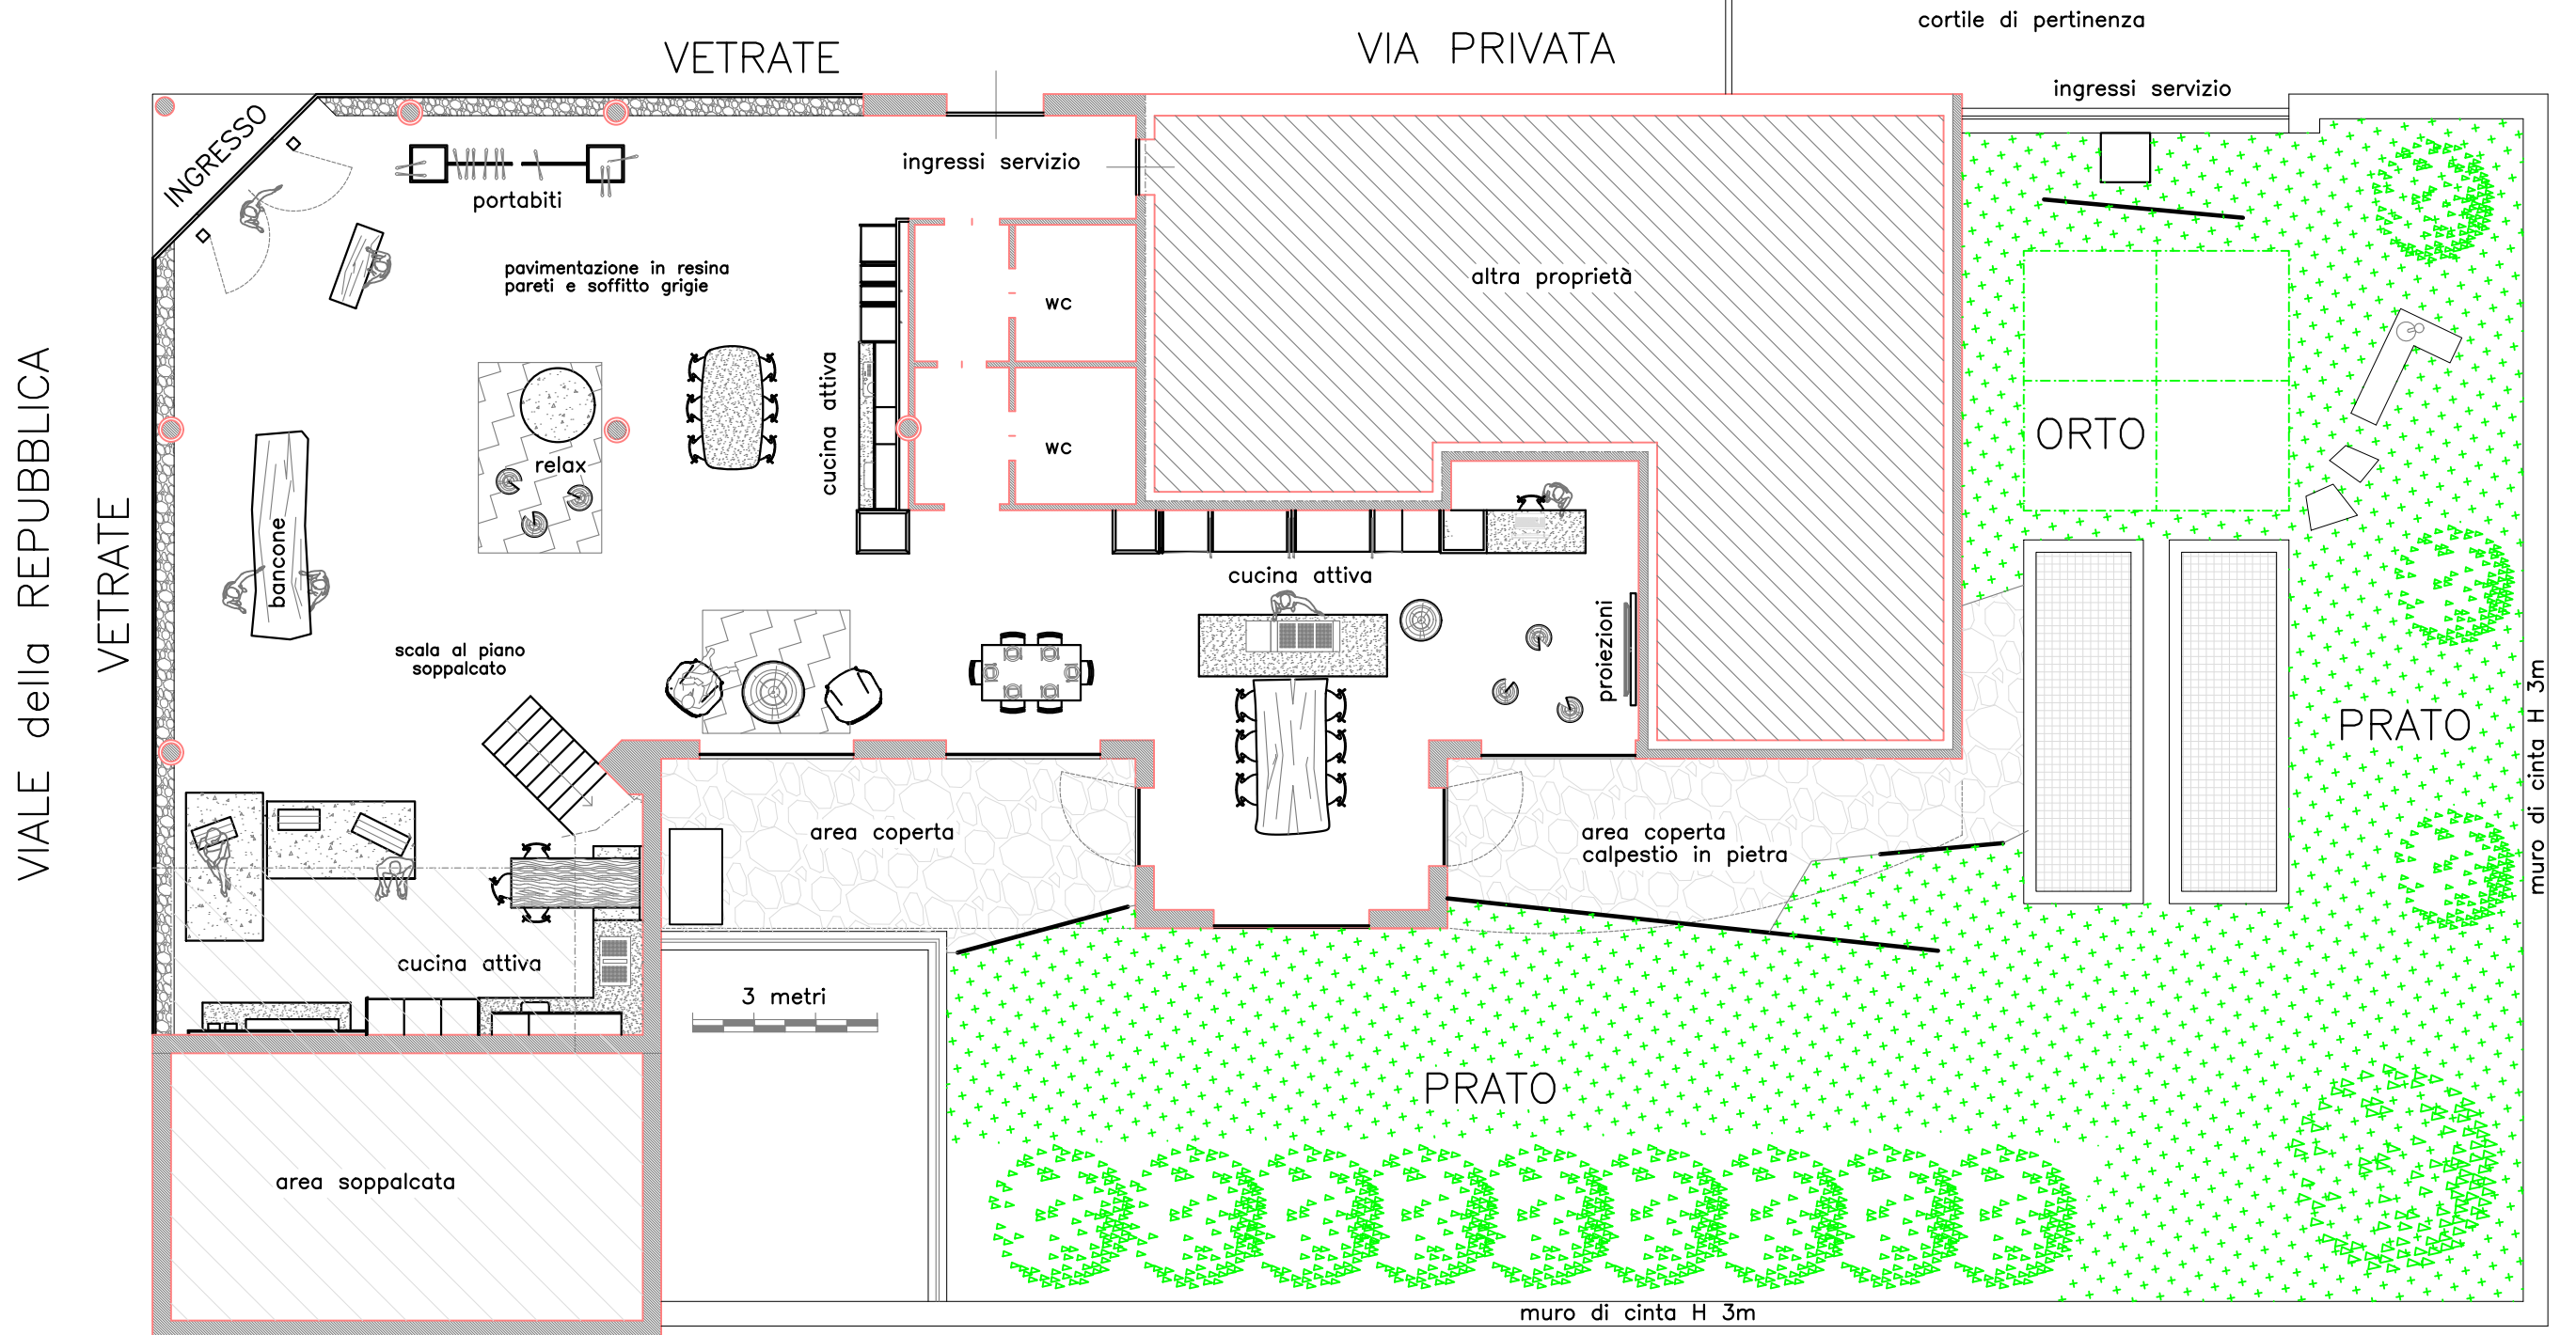 cortile di pertinenza
VETRATE
VIA PRIVATA
ingressi servizio
INGRESSO
ingressi servizio
portabiti
pavimentazione in resina
pareti e soffitto grigie
altra proprietà
wc
VIALE della REPUBBLICA
VETRATE
cucina attiva
ORTO
wc
relax
bancone
cucina attiva
proiezioni
scala al piano
soppalcato
PRATO
muro di cinta H 3m
area coperta
area coperta
calpestio in pietra
cucina attiva
3 metri
PRATO
area soppalcata
muro di cinta H 3m